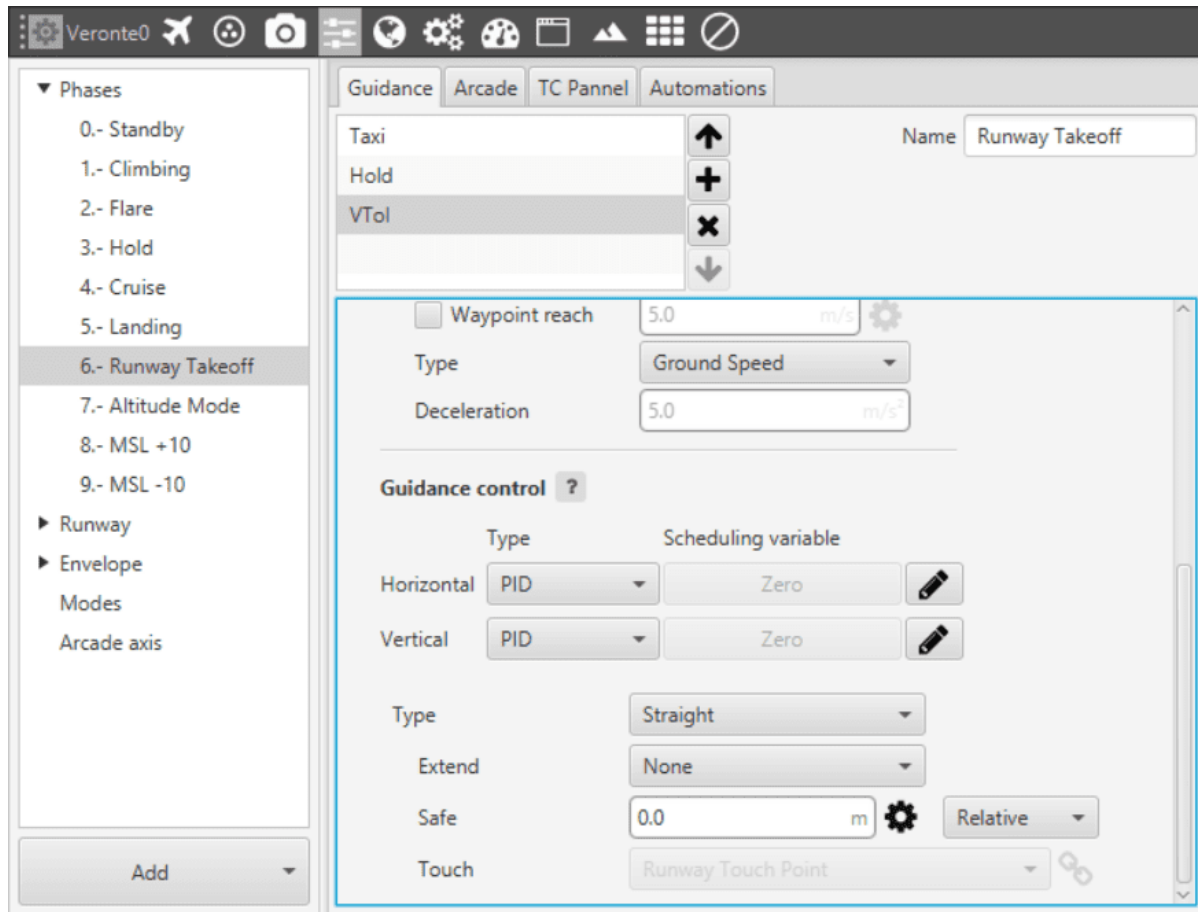 Veronte0
Phases
0.- Standby
1.- Climbing
2.- Flare
3.- Hold
4.- Cruise
5.- Landing
6.- Runway Takeoff
7.- Altitude Mode
8.- MSL +10
9.- MSL -10
Runway
Envelope
Modes
Arcade axis
Add
Guidance Arcade TC Pannel Automations
Taxi
Hold
VTol
Name Runway Takeoff
Waypoint reach 5.0 m/s
Type Ground Speed
Deceleration 5.0 m/s²
Guidance control ?
Type Scheduling variable
Horizontal PID Zero
Vertical PID Zero
Type Straight
Extend None
Safe 0.0 m Relative
Touch Runway Touch Point